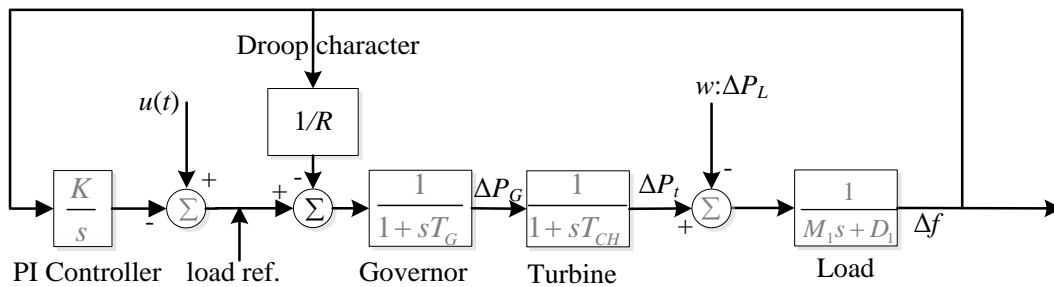 Droop character
u(t)
1/R
w:ΔP_L
-
+
-
-
+
K
s
Σ
+
Σ
1
1+sT_G
ΔP_G
1
1+sT_CH
ΔP_t
Σ
1
M_1s+D_1
-
+
Δf
PI Controller
load ref.
Governor
Turbine
Load